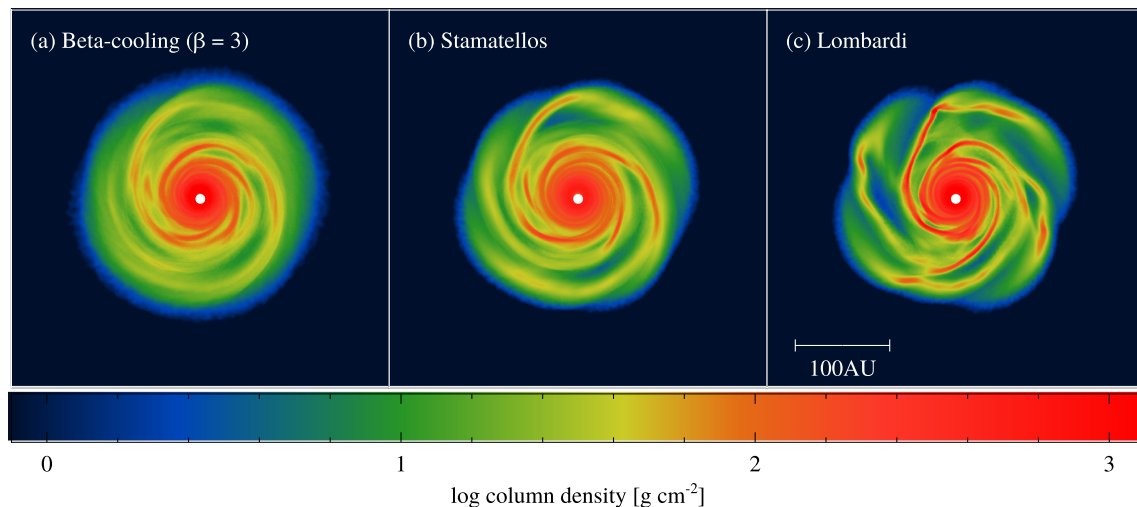 (a) Beta-cooling (β = 3)
(b) Stamatellos
(c) Lombardi
100AU
0 1 2 3
log column density [g cm⁻²]